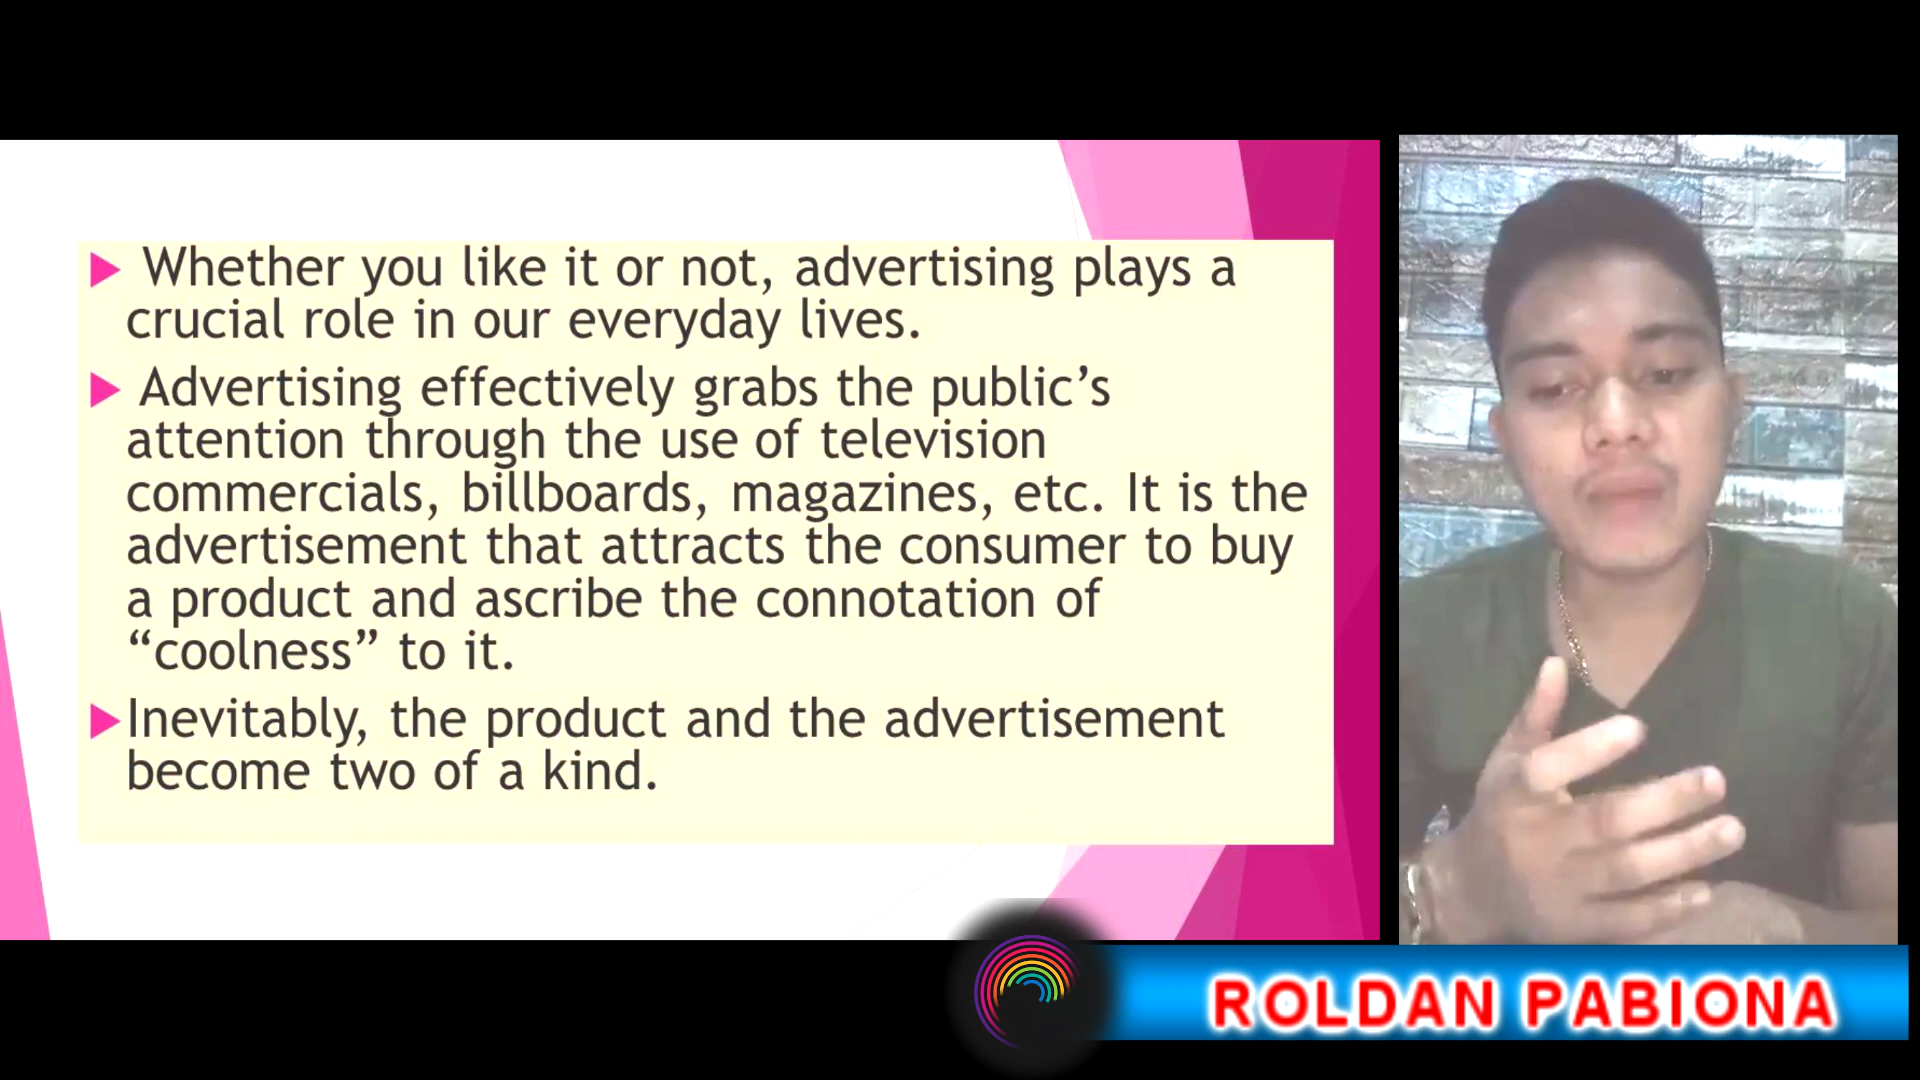 Whether you like it or not, advertising plays a
crucial role in our everyday lives.
Advertising effectively grabs the public’s
attention through the use of television
commercials, billboards, magazines, etc. It is the
advertisement that attracts the consumer to buy
a product and ascribe the connotation of
“coolness” to it.
Inevitably, the product and the advertisement
become two of a kind.
ROLDAN PABIONA